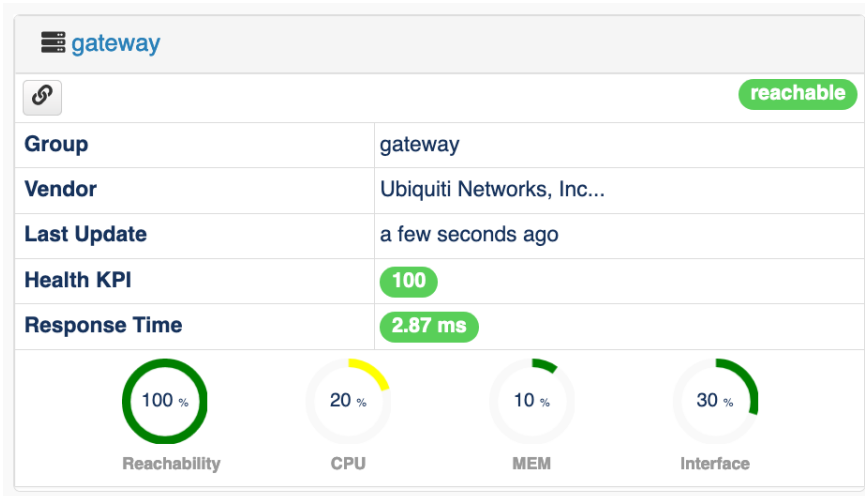 gateway
reachable
Group gateway
Vendor Ubiquiti Networks, Inc...
Last Update a few seconds ago
Health KPI 100
Response Time 2.87 ms
100 % 20 % 10 % 30 %
Reachability CPU MEM Interface